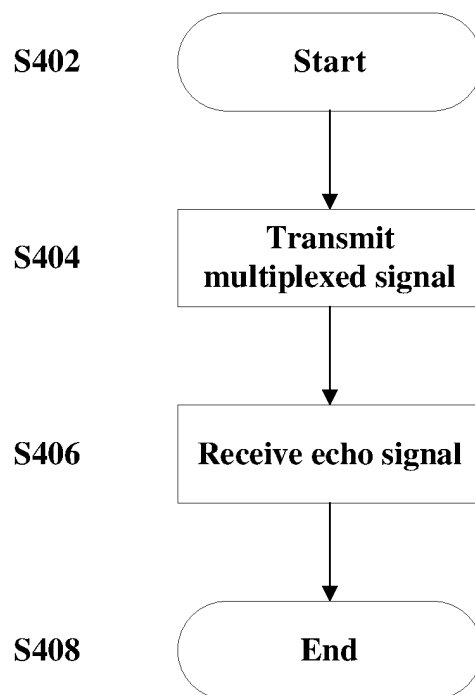 S402
Start
S404
Transmit
multiplexed signal
S406
Receive echo signal
S408
End